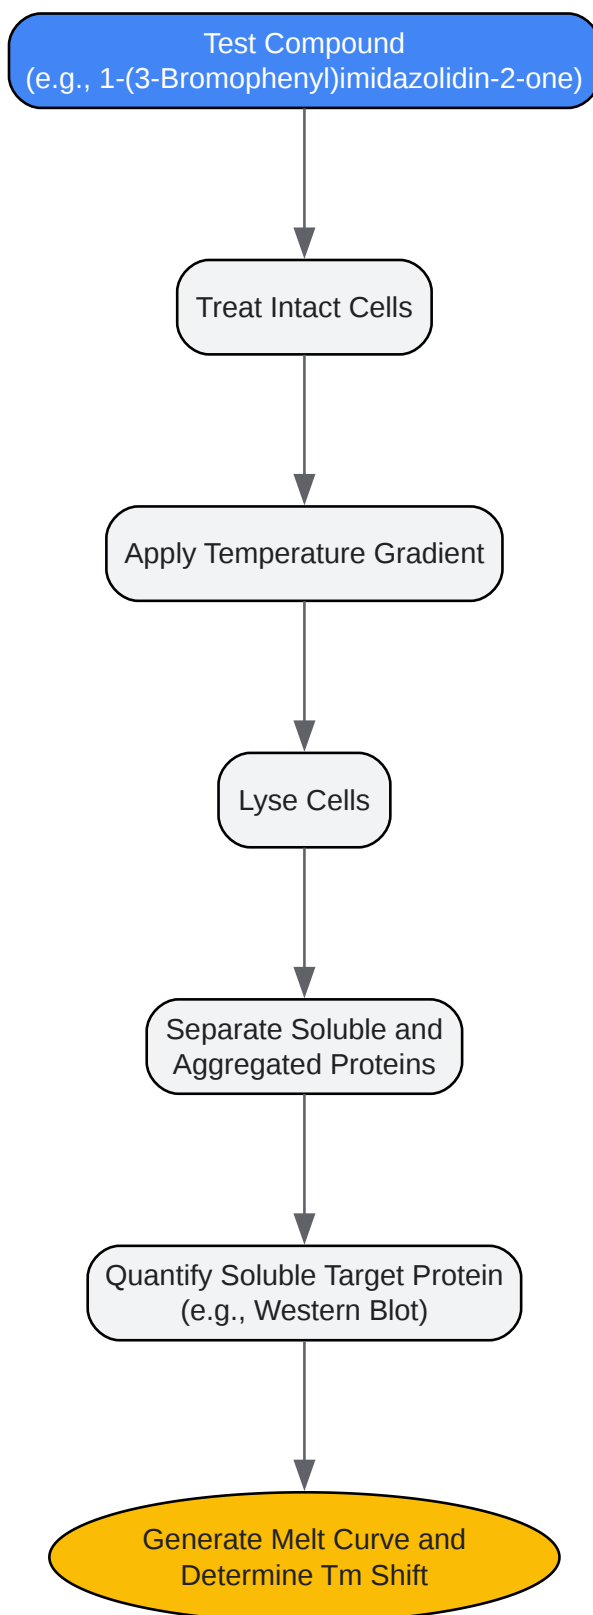 Test Compound
(e.g., 1-(3-Bromophenyl)imidazolidin-2-one)
Treat Intact Cells
Apply Temperature Gradient
Lyse Cells
Separate Soluble and
Aggregated Proteins
Quantify Soluble Target Protein
(e.g., Western Blot)
Generate Melt Curve and
Determine Tm Shift